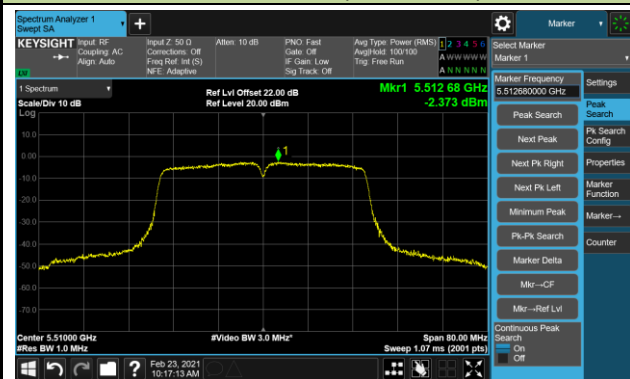 Spectrum Analyzer 1
Swept SA
Marker
KEYSIGHT
Input: RF
Coupling: AC
Align: Auto
Input Z: 50 Ω
Corrections: Off
Freq Ref: Int (S)
NFE: Adaptive
Atten: 10 dB
PNO: Fast
Gate: Off
IF Gain: Low
Sig Track: Off
Avg Type: Power (RMS)
Avg|Hold: 100/100
Trig: Free Run
1 2 3 4 5 6
A W W W W W
A N N N N N
LV
Select Marker
Marker 1
1 Spectrum
Scale/Div 10 dB
Log
Ref Lvl Offset 22.00 dB
Ref Level 20.00 dBm
Mkr1 5.512 68 GHz
-2.373 dBm
10.0
0.00
-10.0
-20.0
-30.0
-40.0
-50.0
-60.0
-70.0
1
Center 5.51000 GHz
#Res BW 1.0 MHz
#Video BW 3.0 MHz*
Span 80.00 MHz
Sweep 1.07 ms (2001 pts)
Marker Frequency
5.512680000 GHz
Peak Search
Next Peak
Next Pk Right
Next Pk Left
Minimum Peak
Pk-Pk Search
Marker Delta
Mkr→CF
Mkr→Ref Lvl
Continuous Peak
Search
On
Off
Settings
Peak
Search
Pk Search
Config
Properties
Marker
Function
Marker→
Counter
Feb 23, 2021
10:17:13 AM